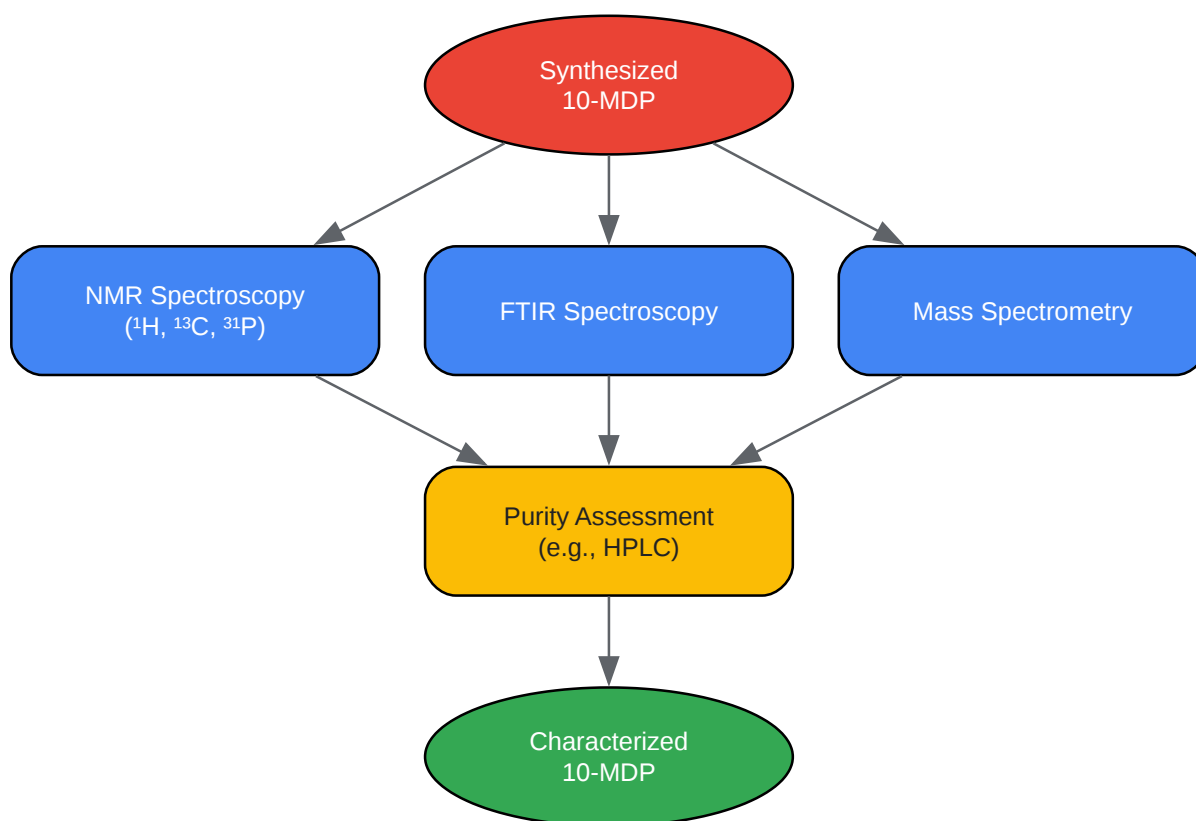 Synthesized
10-MDP
NMR Spectroscopy
(¹H, ¹³C, ³¹P)
FTIR Spectroscopy
Mass Spectrometry
Purity Assessment
(e.g., HPLC)
Characterized
10-MDP